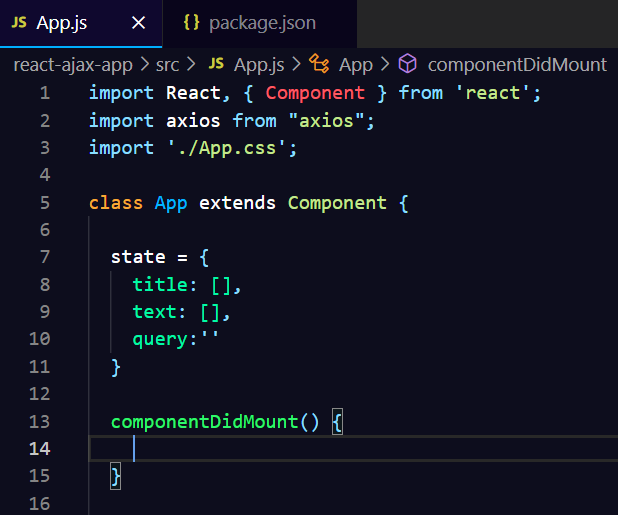 JS App.js × {} package.json
react-ajax-app > src > JS App.js > App > componentDidMount
1 import React, { Component } from 'react';
2 import axios from "axios";
3 import './App.css';
4
5 class App extends Component {
6
7 state = {
8 title: [],
9 text: [],
10 query:''
11 }
12
13 componentDidMount() {
14
15 }
16